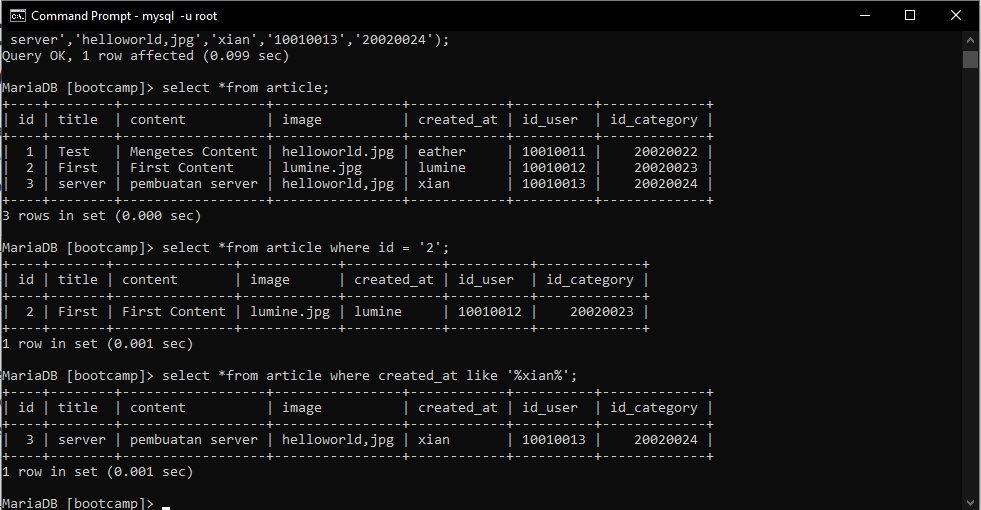 Command Prompt - mysql -u root
server','helloworld,jpg','xian','10010013','20020024');
Query OK, 1 row affected (0.099 sec)
MariaDB [bootcamp]> select *from article;
+----+--------+------------------+----------------+------------+----------+-------------+
| id | title  | content          | image          | created_at | id_user  | id_category |
+----+--------+------------------+----------------+------------+----------+-------------+
|  1 | Test   | Mengetes Content | helloworld.jpg | eather     | 10010011 |    20020022 |
|  2 | First  | First Content    | lumine.jpg     | lumine     | 10010012 |    20020023 |
|  3 | server | pembuatan server | helloworld,jpg | xian       | 10010013 |    20020024 |
+----+--------+------------------+----------------+------------+----------+-------------+
3 rows in set (0.000 sec)
MariaDB [bootcamp]> select *from article where id = '2';
+----+-------+---------------+------------+------------+----------+-------------+
| id | title | content       | image      | created_at | id_user  | id_category |
+----+-------+---------------+------------+------------+----------+-------------+
|  2 | First | First Content | lumine.jpg | lumine     | 10010012 |    20020023 |
+----+-------+---------------+------------+------------+----------+-------------+
1 row in set (0.001 sec)
MariaDB [bootcamp]> select *from article where created_at like '%xian%';
+----+--------+------------------+----------------+------------+----------+-------------+
| id | title  | content          | image          | created_at | id_user  | id_category |
+----+--------+------------------+----------------+------------+----------+-------------+
|  3 | server | pembuatan server | helloworld,jpg | xian       | 10010013 |    20020024 |
+----+--------+------------------+----------------+------------+----------+-------------+
1 row in set (0.001 sec)
MariaDB [bootcamp]> _